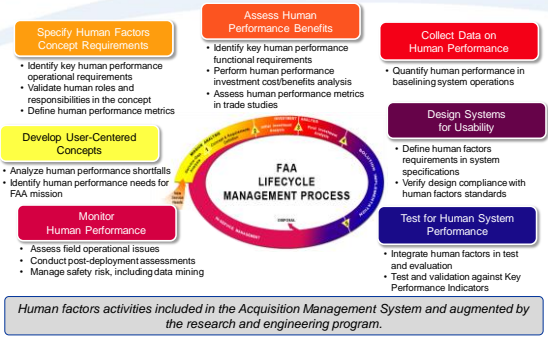 Specify Human Factors
Concept Requirements
• Identify key human performance
operational requirements
• Validate human roles and
responsibilities in the concept
• Define human performance metrics
Assess Human
Performance Benefits
• Identify key human performance
functional requirements
• Perform human performance
investment cost/benefits analysis
• Assess human performance metrics
in trade studies
Collect Data on
Human Performance
• Quantify human performance in
baselining system operations
Develop User-Centered
Concepts
• Analyze human performance shortfalls
• Identify human performance needs for
FAA mission
Design Systems
for Usability
• Define human factors
requirements in system
specifications
• Verify design compliance with
human factors standards
Monitor
Human Performance
• Assess field operational issues
• Conduct post-deployment assessments
• Manage safety risk, including data mining
Test for Human System
Performance
• Integrate human factors in test
and evaluation
• Test and validation against Key
Performance Indicators
FAA
LIFECYCLE
MANAGEMENT PROCESS
SOLUTION IMPLEMENTATION
DISPOSAL
IN-SERVICE MANAGEMENT
Human factors activities included in the Acquisition Management System and augmented by
the research and engineering program.